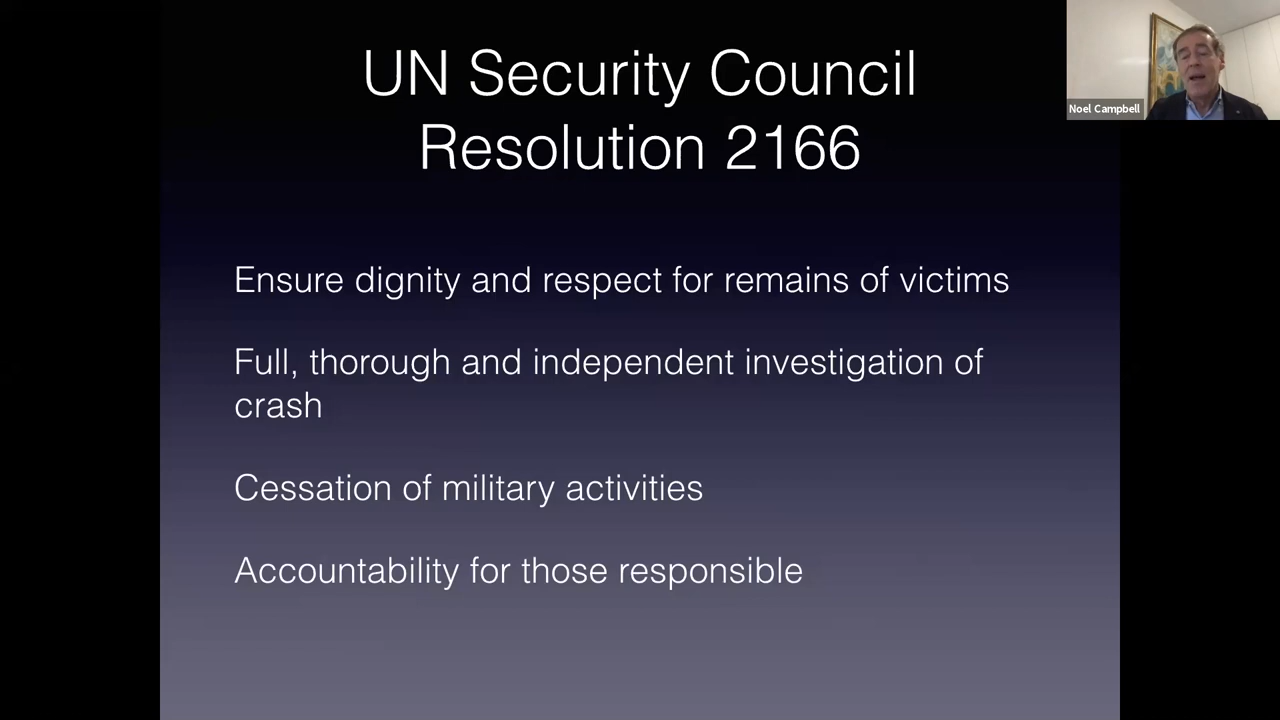 UN Security Council
Resolution 2166
Noel Campbell
Ensure dignity and respect for remains of victims
Full, thorough and independent investigation of
crash
Cessation of military activities
Accountability for those responsible